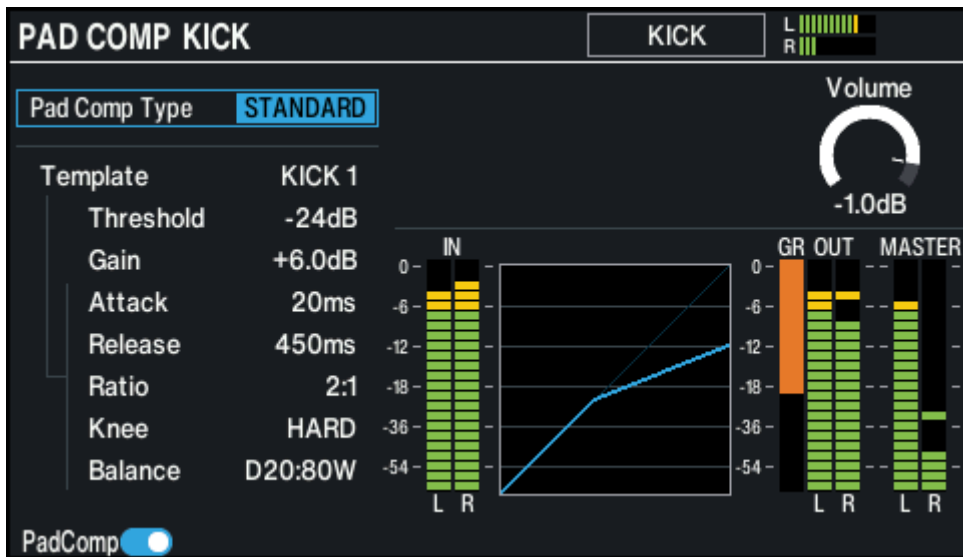 PAD COMP KICK
KICK
L
R
Pad Comp Type STANDARD
Volume
-1.0dB
Template KICK 1
Threshold -24dB
Gain +6.0dB
Attack 20ms
Release 450ms
Ratio 2:1
Knee HARD
Balance D20:80W
IN GR OUT MASTER
0 0
-6 -6
-12 -12
-18 -18
-36 -36
-54 -54
L R L R L R
PadComp